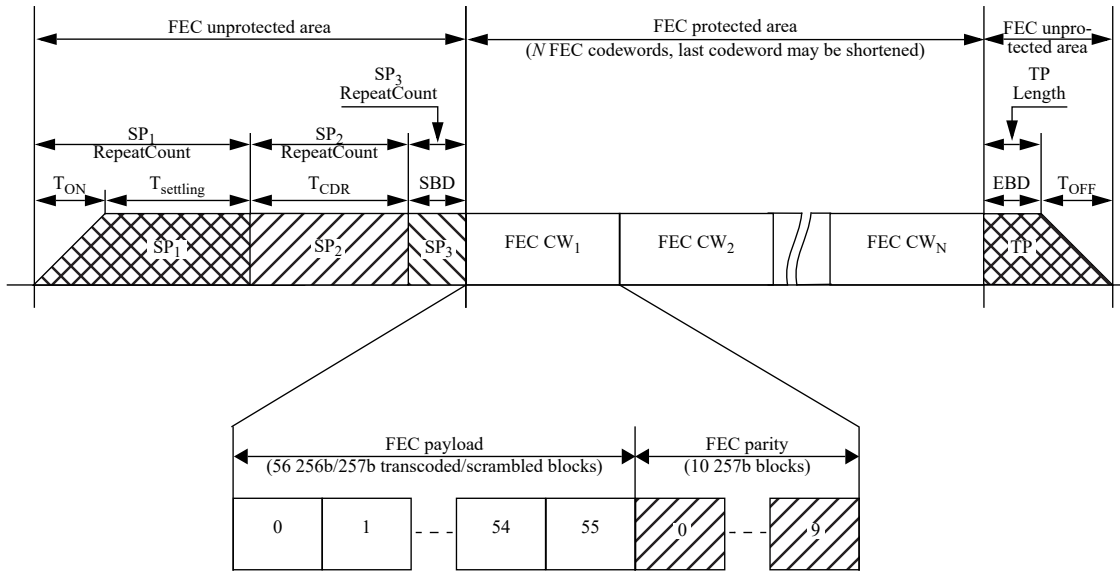 FEC unprotected area
FEC protected area
(N FEC codewords, last codeword may be shortened)
FEC unpro-
tected area
SP3
RepeatCount
TP
Length
SP1
RepeatCount
SP2
RepeatCount
TON
Tsettling
TCDR
SBD
EBD
TOFF
SP1
SP2
SP3
FEC CW1
FEC CW2
FEC CWN
TP
FEC payload
(56 256b/257b transcoded/scrambled blocks)
FEC parity
(10 257b blocks)
0
1
54
55
0
9